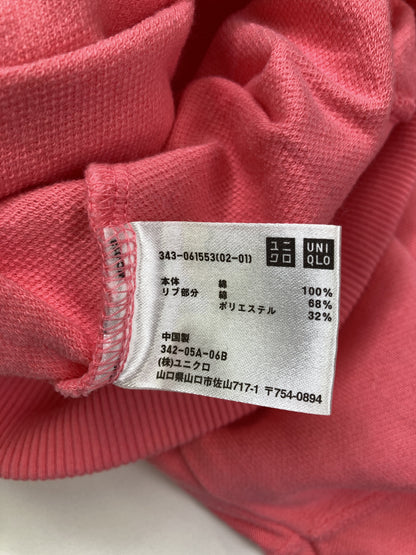 343-061553(02-01)
ユニクロ
UNIQLO
本体 綿 100%
リブ部分 綿 68%
ポリエステル 32%
中国製
342-05A-06B
(株)ユニクロ
山口県山口市佐山717-1 〒754-0894